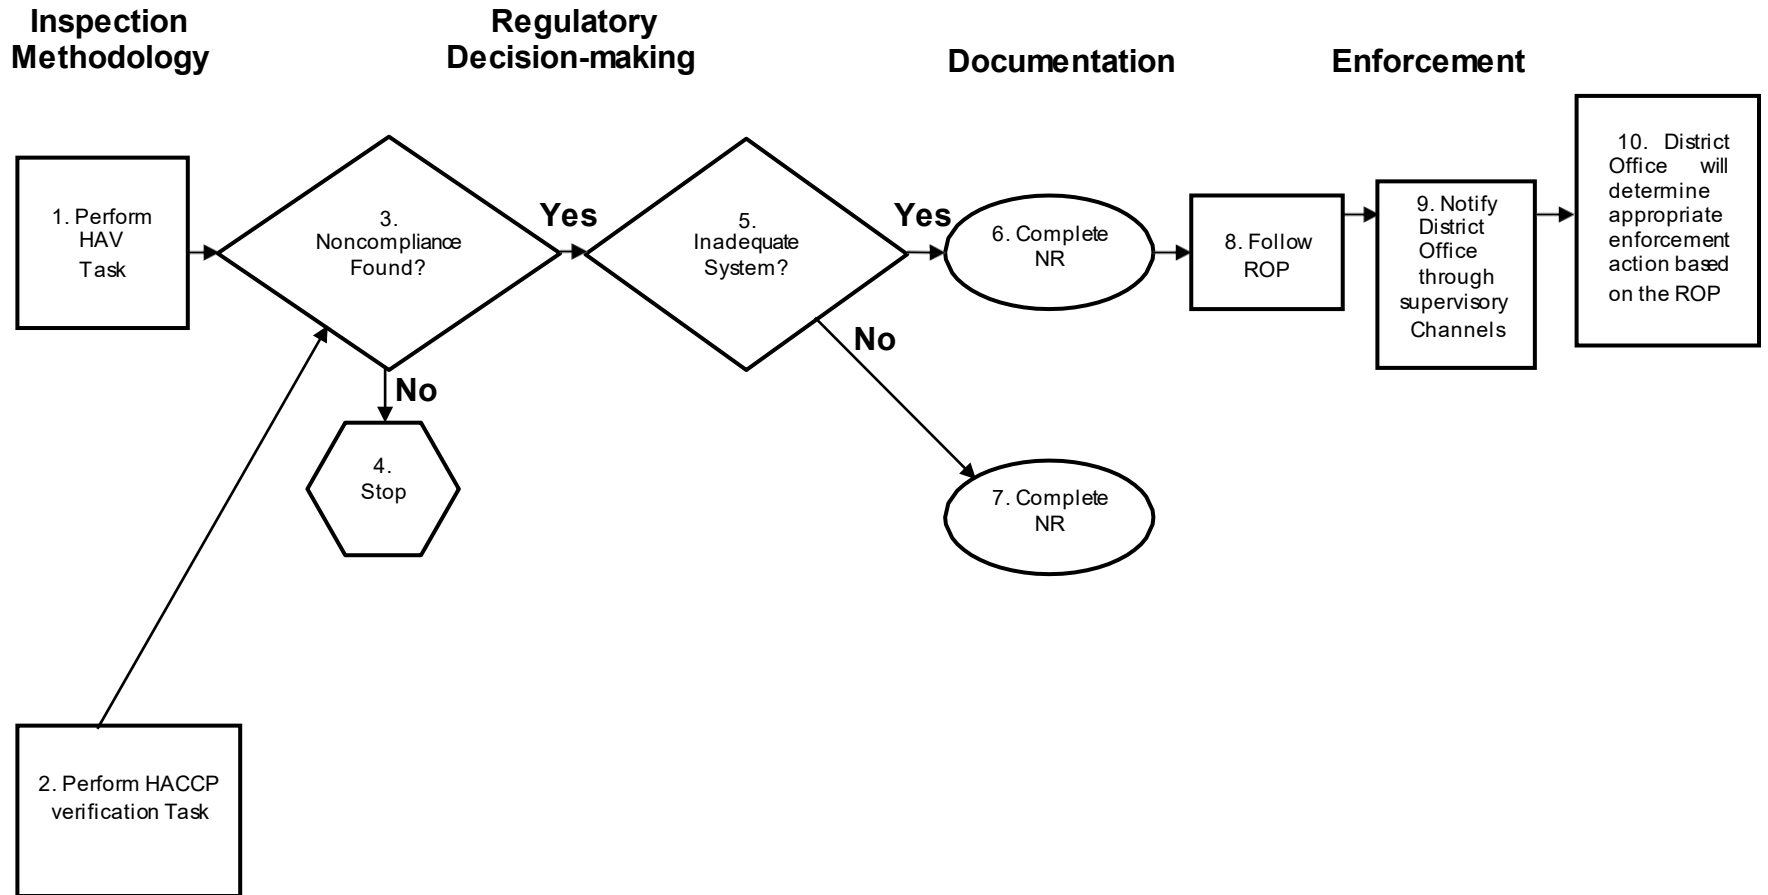 Inspection
Methodology
Regulatory
Decision-making
Documentation
Enforcement
1. Perform
HAV
Task
3.
Noncompliance
Found?
Yes
5.
Inadequate
System?
Yes
6. Complete
NR
8. Follow
ROP
9. Notify
District
Office
through
supervisory
Channels
10. District
Office will
determine
appropriate
enforcement
action based
on the ROP
No
No
4.
Stop
7. Complete
NR
2. Perform HACCP
verification Task